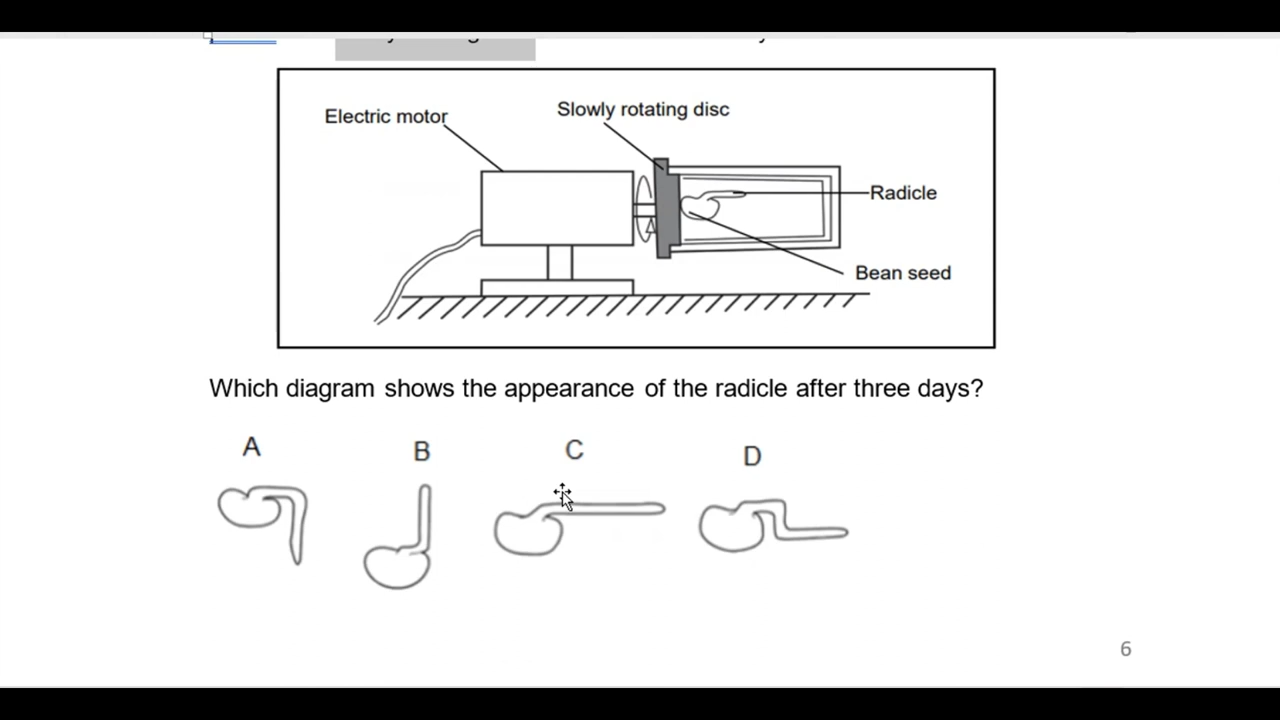 Electric motor
Slowly rotating disc
Radicle
Bean seed
Which diagram shows the appearance of the radicle after three days?
A B C D
6